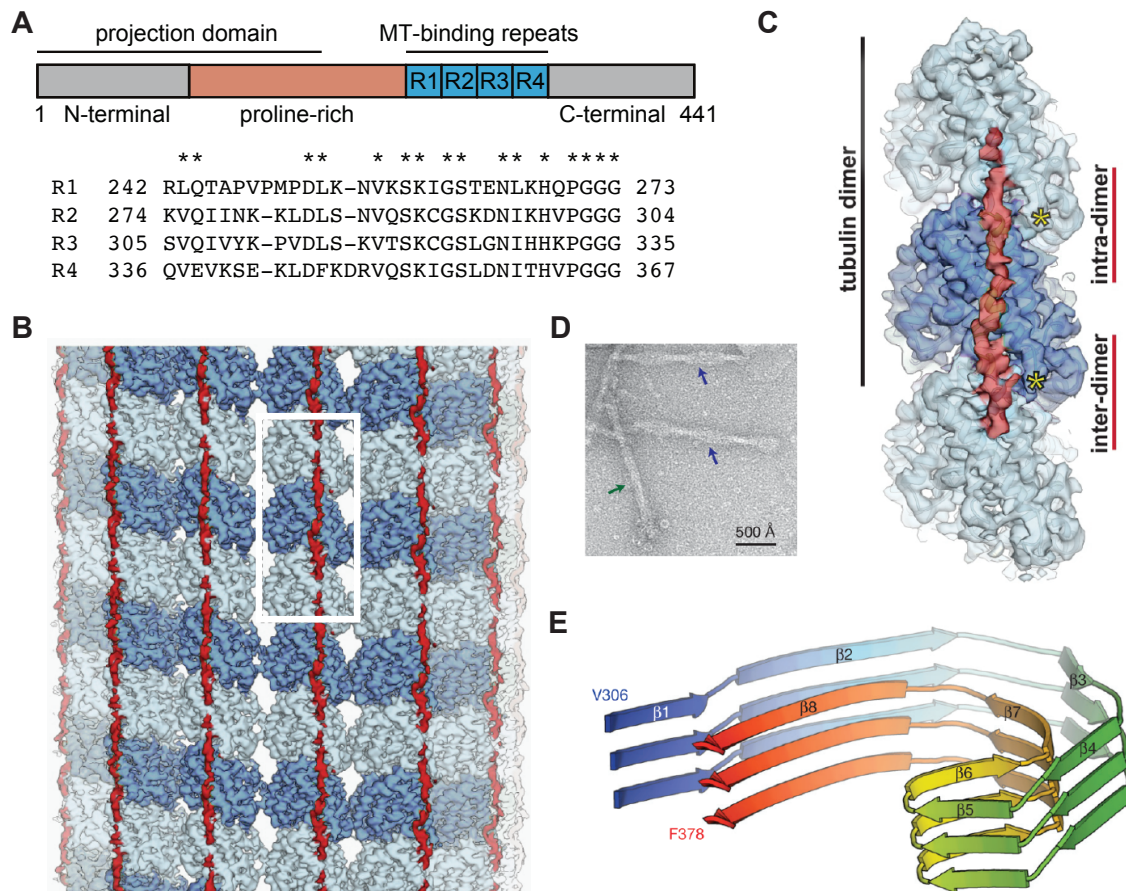 A
projection domain MT-binding repeats
R1 R2 R3 R4
1 N-terminal proline-rich C-terminal 441
** ** * ** ** ** * ****
R1 242 RLQTAPVPMPDLK-NVKSKIGSTENLKHQPGGG 273
R2 274 KVQIINK-KLDLS-NVQSKCGSKDNIKHVPGGG 304
R3 305 SVQIVYK-PVDLS-KVTSKCGSLGNIHHKPGGG 335
R4 336 QVEVKSE-KLDFKDRVQSKIGSLDNITHVPGGG 367
B
C
tubulin dimer
*
*
intra-dimer
inter-dimer
D
500 Å
E
V306
β1
β2
β3
β4
β5
β6
β7
β8
F378